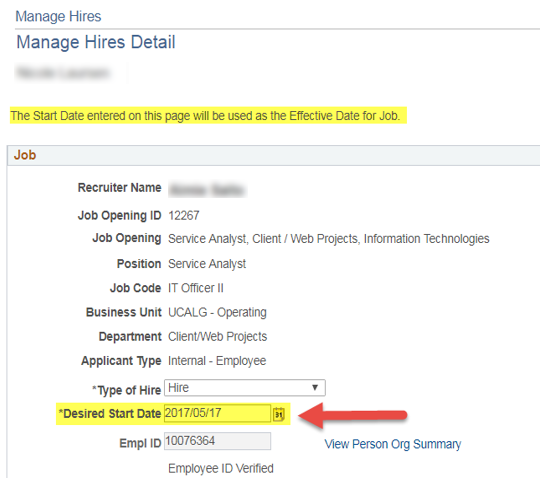 Manage Hires
Manage Hires Detail
The Start Date entered on this page will be used as the Effective Date for Job.
Job
Recruiter Name
Job Opening ID 12267
Job Opening Service Analyst, Client / Web Projects, Information Technologies
Position Service Analyst
Job Code IT Officer II
Business Unit UCALG - Operating
Department Client/Web Projects
Applicant Type Internal - Employee
*Type of Hire Hire
*Desired Start Date 2017/05/17 31
Empl ID 10076364 View Person Org Summary
Employee ID Verified